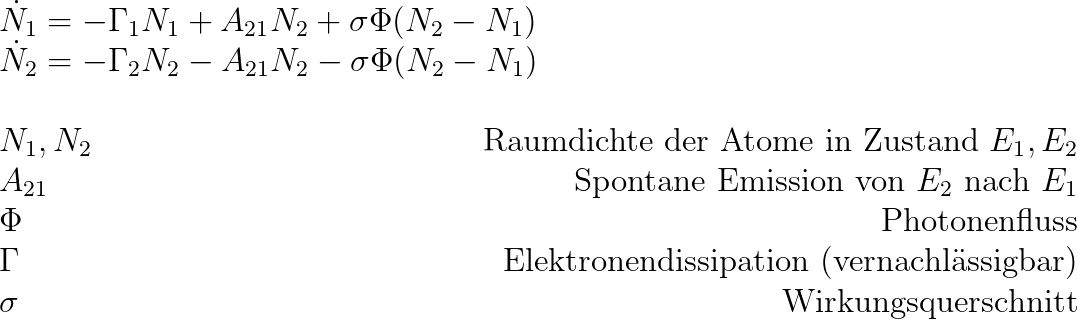 Ṅ₁ = −Γ₁N₁ + A₂₁N₂ + σΦ(N₂ − N₁)
Ṅ₂ = −Γ₂N₂ − A₂₁N₂ − σΦ(N₂ − N₁)
N₁, N₂ Raumdichte der Atome in Zustand E₁, E₂
A₂₁ Spontane Emission von E₂ nach E₁
Φ Photonenfluss
Γ Elektronendissipation (vernachlässigbar)
σ Wirkungsquerschnitt